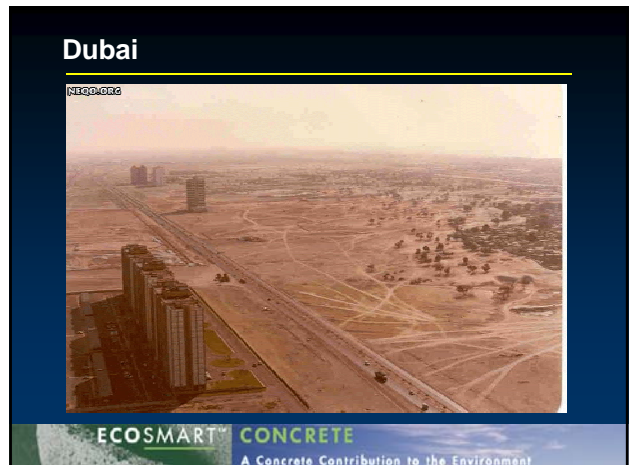 Dubai
NEQO.ORG
ECOSMART™ CONCRETE
A Concrete Contribution to the Environment